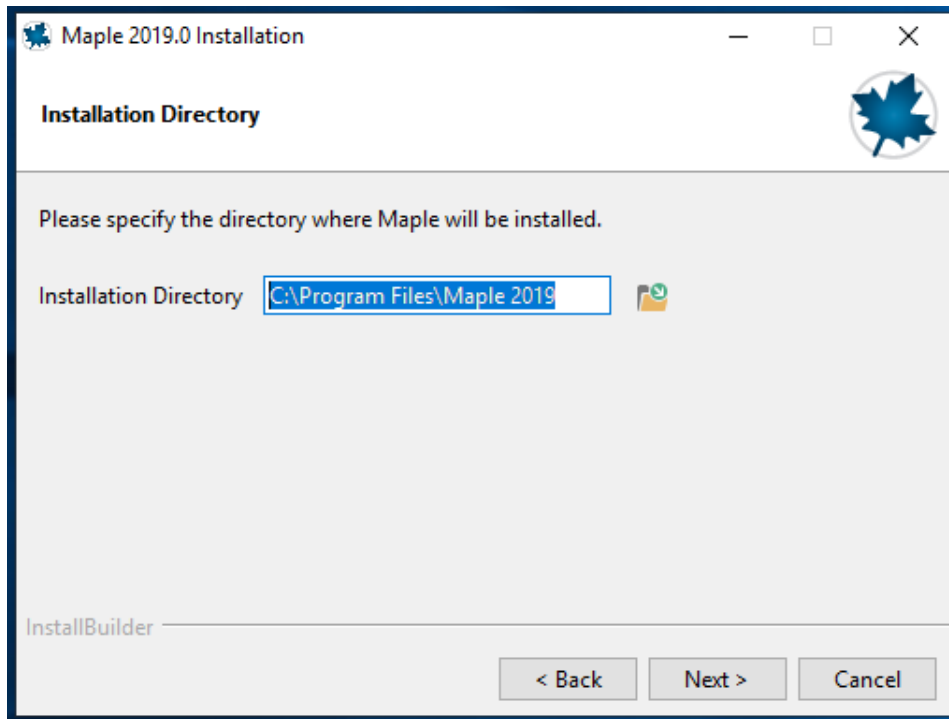 Maple 2019.0 Installation
Installation Directory
Please specify the directory where Maple will be installed.
Installation Directory C:\Program Files\Maple 2019
InstallBuilder
< Back Next > Cancel